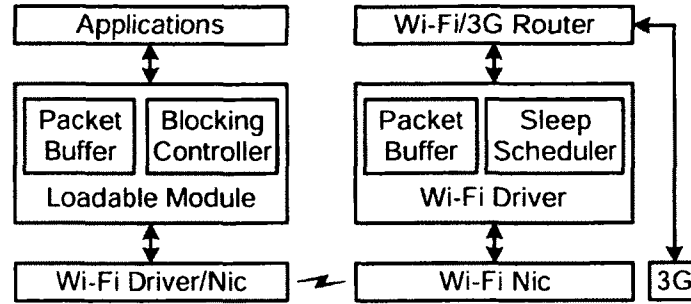 Applications
Wi-Fi/3G Router
Packet
Buffer
Blocking
Controller
Packet
Buffer
Sleep
Scheduler
Loadable Module
Wi-Fi Driver
Wi-Fi Driver/Nic
Wi-Fi Nic
3G